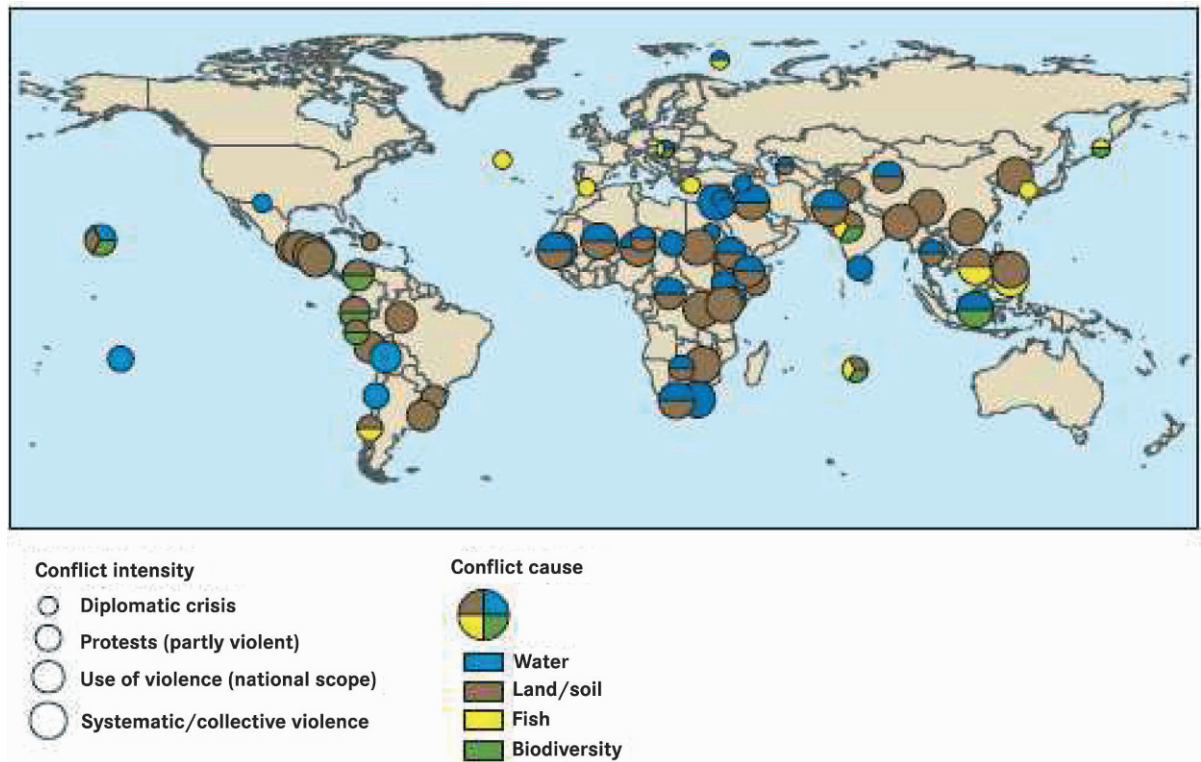 Conflict intensity
Diplomatic crisis
Protests (partly violent)
Use of violence (national scope)
Systematic/collective violence
Conflict cause
Water
Land/soil
Fish
Biodiversity